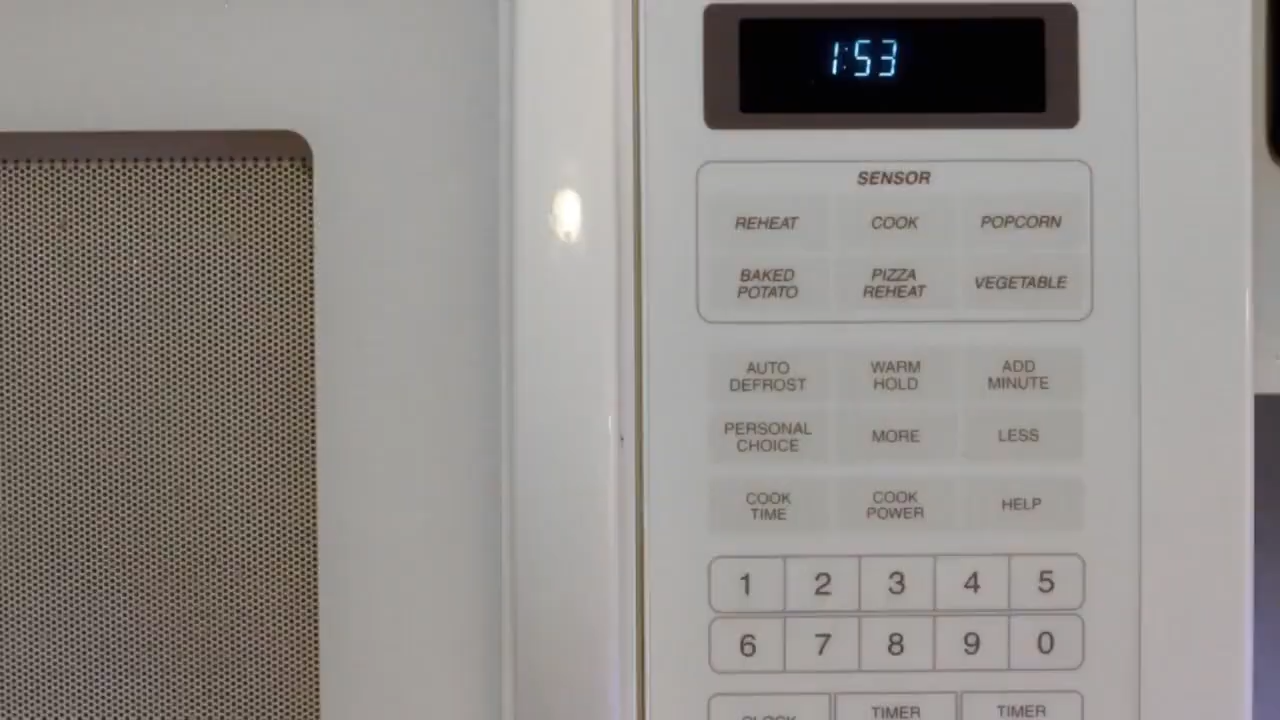 1:53
SENSOR
REHEAT
COOK
POPCORN
BAKED
POTATO
PIZZA
REHEAT
VEGETABLE
AUTO
DEFROST
WARM
HOLD
ADD
MINUTE
PERSONAL
CHOICE
MORE
LESS
COOK
TIME
COOK
POWER
HELP
1 2 3 4 5
6 7 8 9 0
CLOCK
TIMER
TIMER